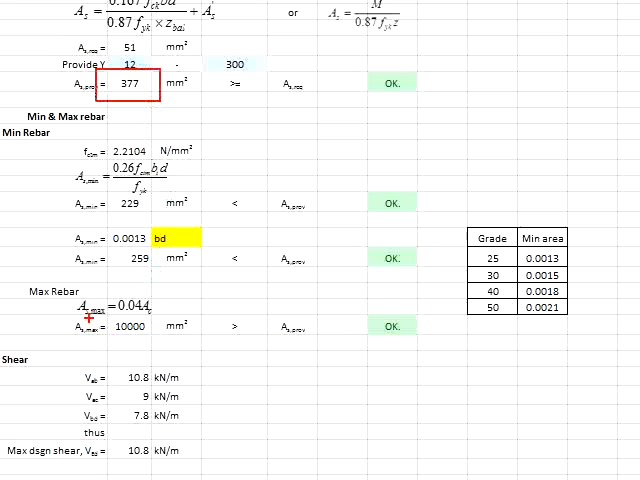 A_s = 0.167 f_ck bd / 0.87 f_yk × z_bal + A_s' or A_s = M / 0.87 f_yk z
A_s,req = 51 mm²
Provide Y 12 - 300
A_s,prov = 377 mm² >= A_s,req OK.
Min & Max rebar
Min Rebar
f_ctm = 2.2104 N/mm²
A_s,min = 0.26 f_ctm b_t d / f_yk
A_s,min = 229 mm² < A_s,prov OK.
A_s,min = 0.0013 bd
A_s,min = 259 mm² < A_s,prov OK.
Grade Min area
25 0.0013
30 0.0015
40 0.0018
50 0.0021
Max Rebar
A_s,max = 0.04A_c
A_s,max = 10000 mm² > A_s,prov OK.
Shear
V_ab = 10.8 kN/m
V_ac = 9 kN/m
V_bd = 7.8 kN/m
thus
Max dsgn shear, V_Ed = 10.8 kN/m